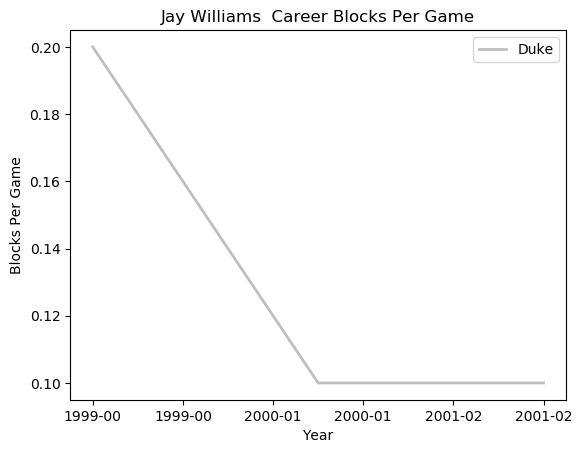 Jay Williams  Career Blocks Per Game
Duke
0.20
0.18
0.16
0.14
0.12
0.10
Blocks Per Game
1999-00 1999-00 2000-01 2000-01 2001-02 2001-02
Year